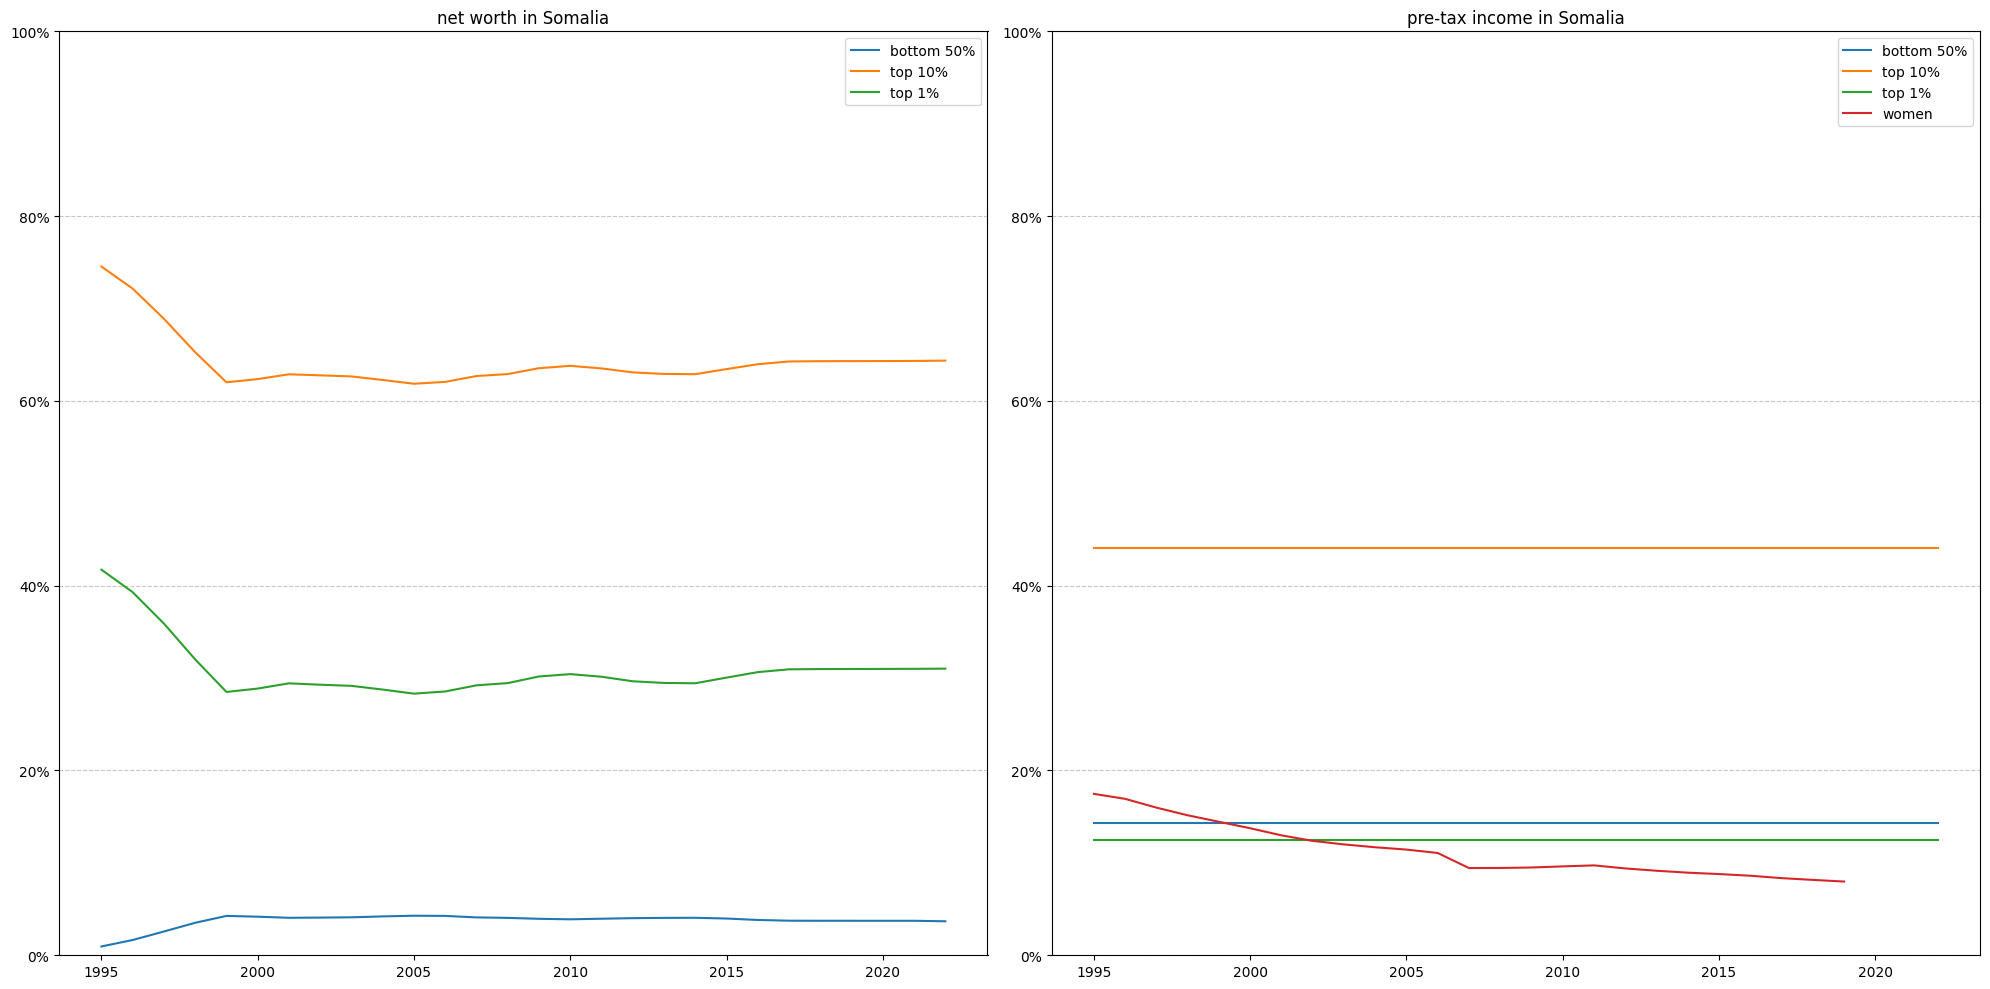 net worth in Somalia
100%
80%
60%
40%
20%
0%
1995 2000 2005 2010 2015 2020
bottom 50%
top 10%
top 1%
pre-tax income in Somalia
100%
80%
60%
40%
20%
0%
1995 2000 2005 2010 2015 2020
bottom 50%
top 10%
top 1%
women